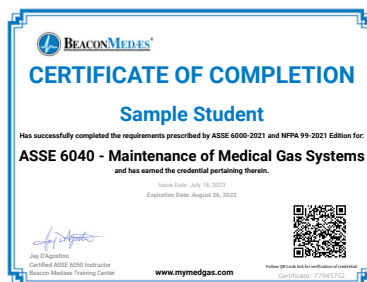 BEACONMEDÆS®
CERTIFICATE OF COMPLETION
Sample Student
Has successfully completed the requirements prescribed by ASSE 6000-2021 and NFPA 99-2021 Edition for:
ASSE 6040 - Maintenance of Medical Gas Systems
and has earned the credential pertaining therein.
Issue Date: July 18, 2023
Expiration Date: August 26, 2023
Jay D'Agostino
Jay D'Agostino
Certified ASSE 6050 Instructor
Beacon Medaes Training Center
www.mymedgas.com
Follow QR Code link for verification of credential
Certificate: 77945752